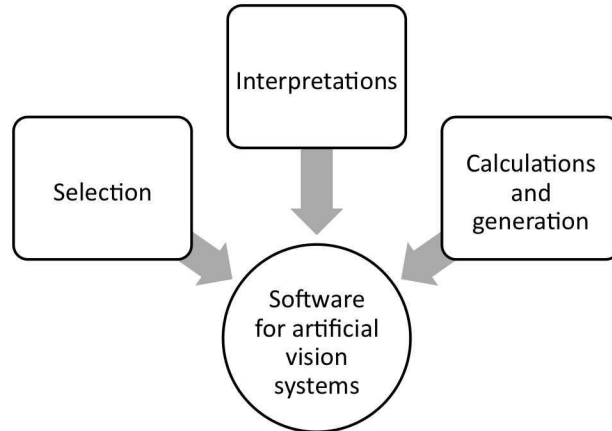 Interpretations
Selection
Calculations
and
generation
Software
for artificial
vision
systems